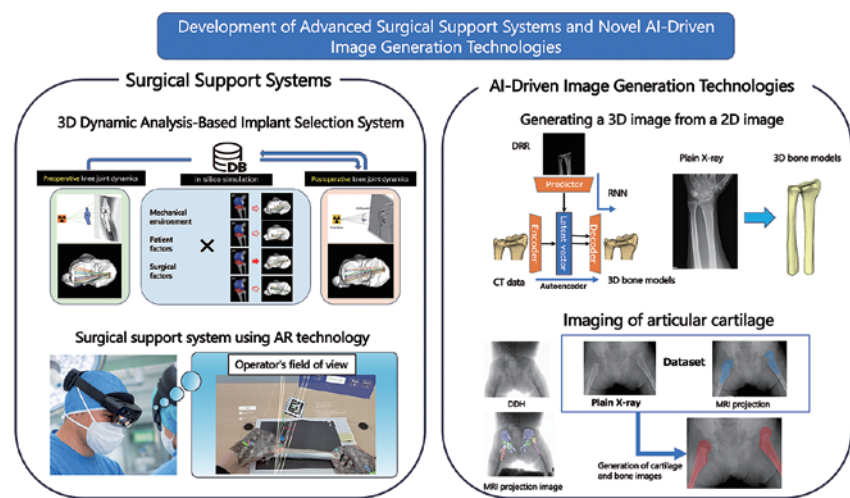 Development of Advanced Surgical Support Systems and Novel AI-Driven
Image Generation Technologies
Surgical Support Systems
3D Dynamic Analysis-Based Implant Selection System
DB
Preoperative knee joint dynamics
in silico simulation
Postoperative knee joint dynamics
Mechanical
environment
Patient
factors
Surgical
factors
×
Surgical support system using AR technology
Operator's field of view
AI-Driven Image Generation Technologies
Generating a 3D image from a 2D image
DRR
Predictor
RNN
Encoder
Latent vector
Decoder
CT data
Autoencoder
3D bone models
Plain X-ray
3D bone models
Imaging of articular cartilage
DDH
Dataset
Plain X-ray
MRI projection
MRI projection image
Generation of cartilage
and bone images